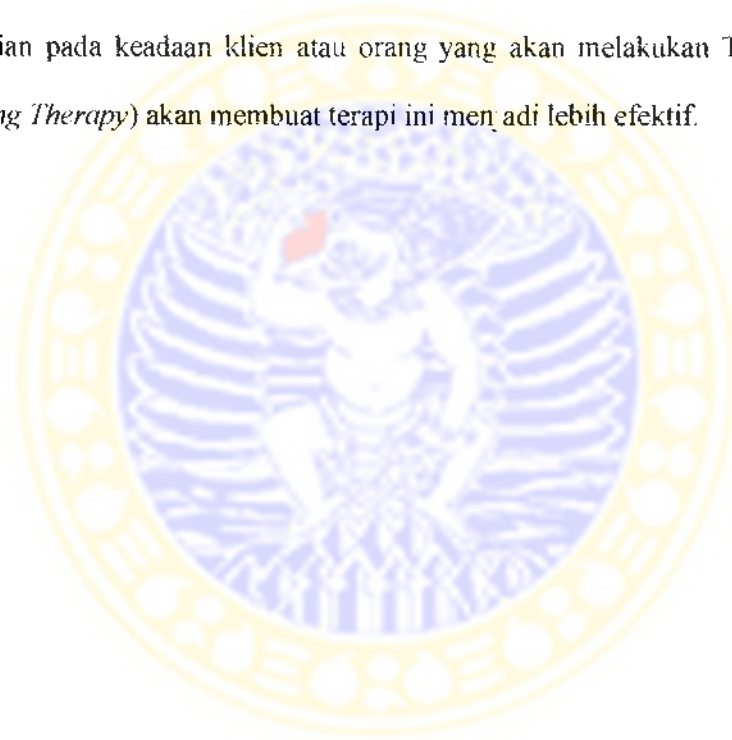 ian pada keadaan klien atau orang yang akan melakukan T
ng Therapy) akan membuat terapi ini menjadi lebih efektif.